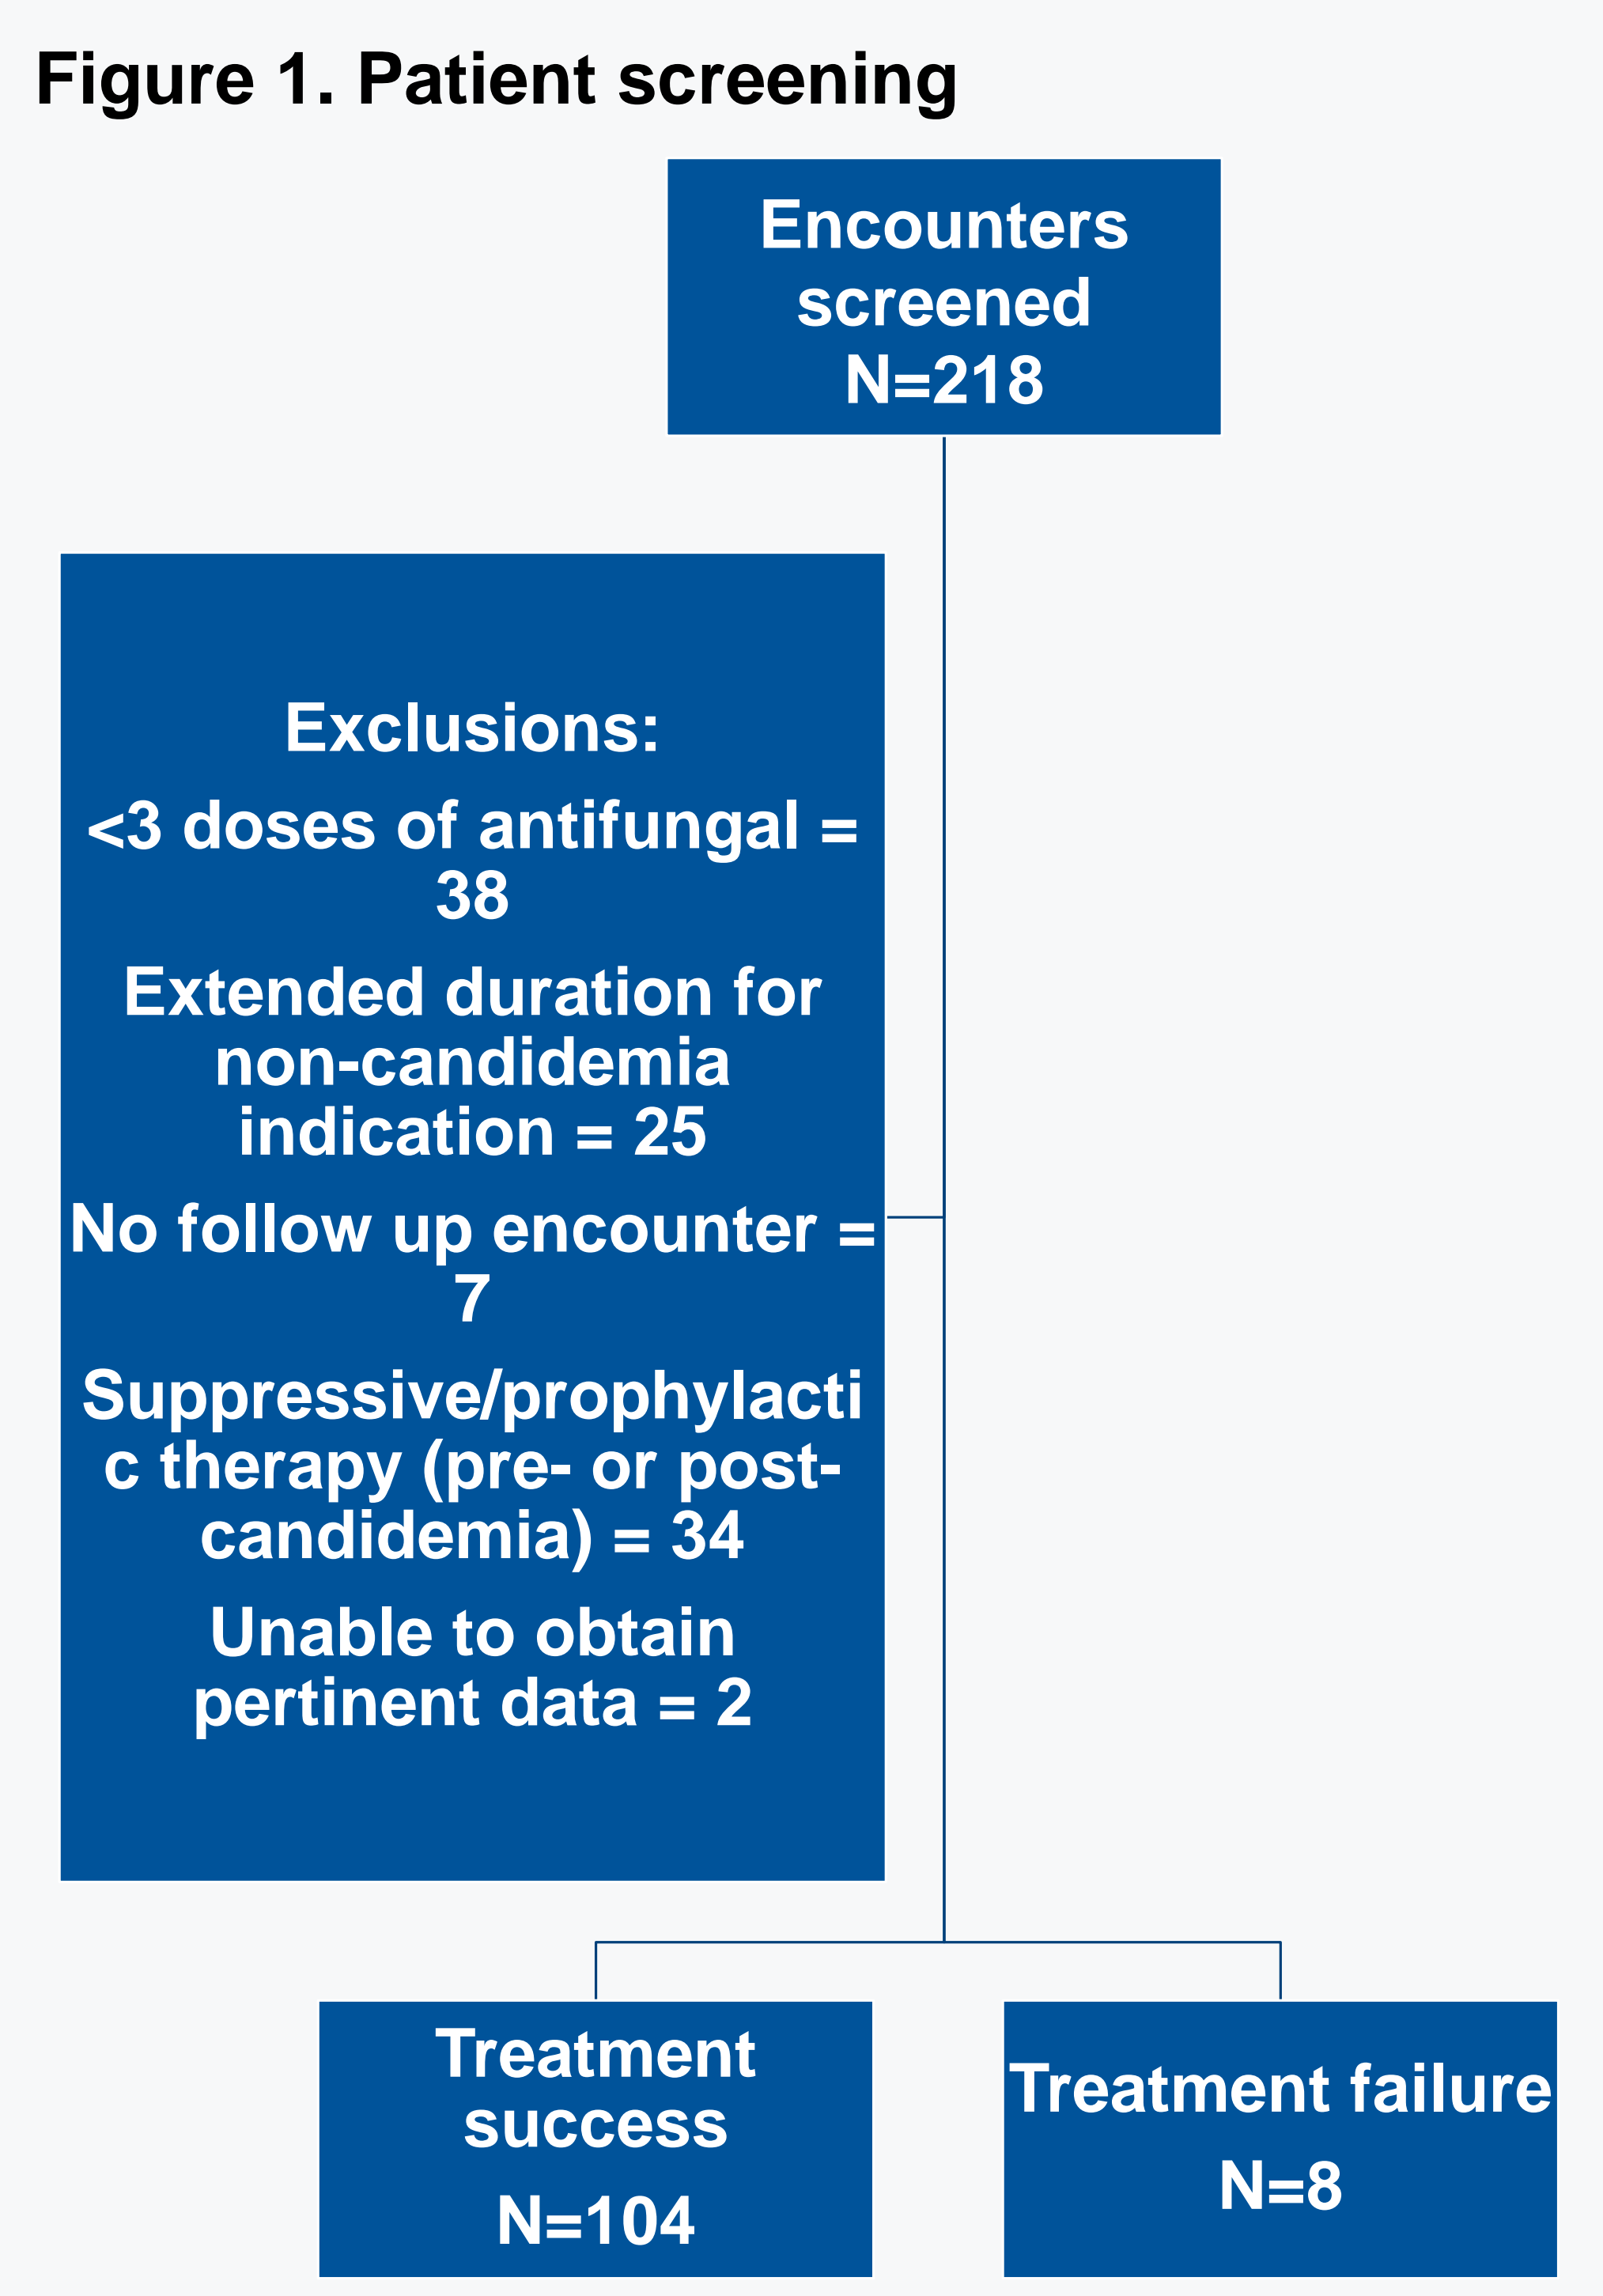 Figure 1. Patient screening
Encounters
screened
N=218
Exclusions:
<3 doses of antifungal =
38
Extended duration for
non-candidemia
indication = 25
No follow up encounter =
7
Suppressive/prophylacti
c therapy (pre- or post-
candidemia) = 34
Unable to obtain
pertinent data = 2
Treatment
success
N=104
Treatment failure
N=8